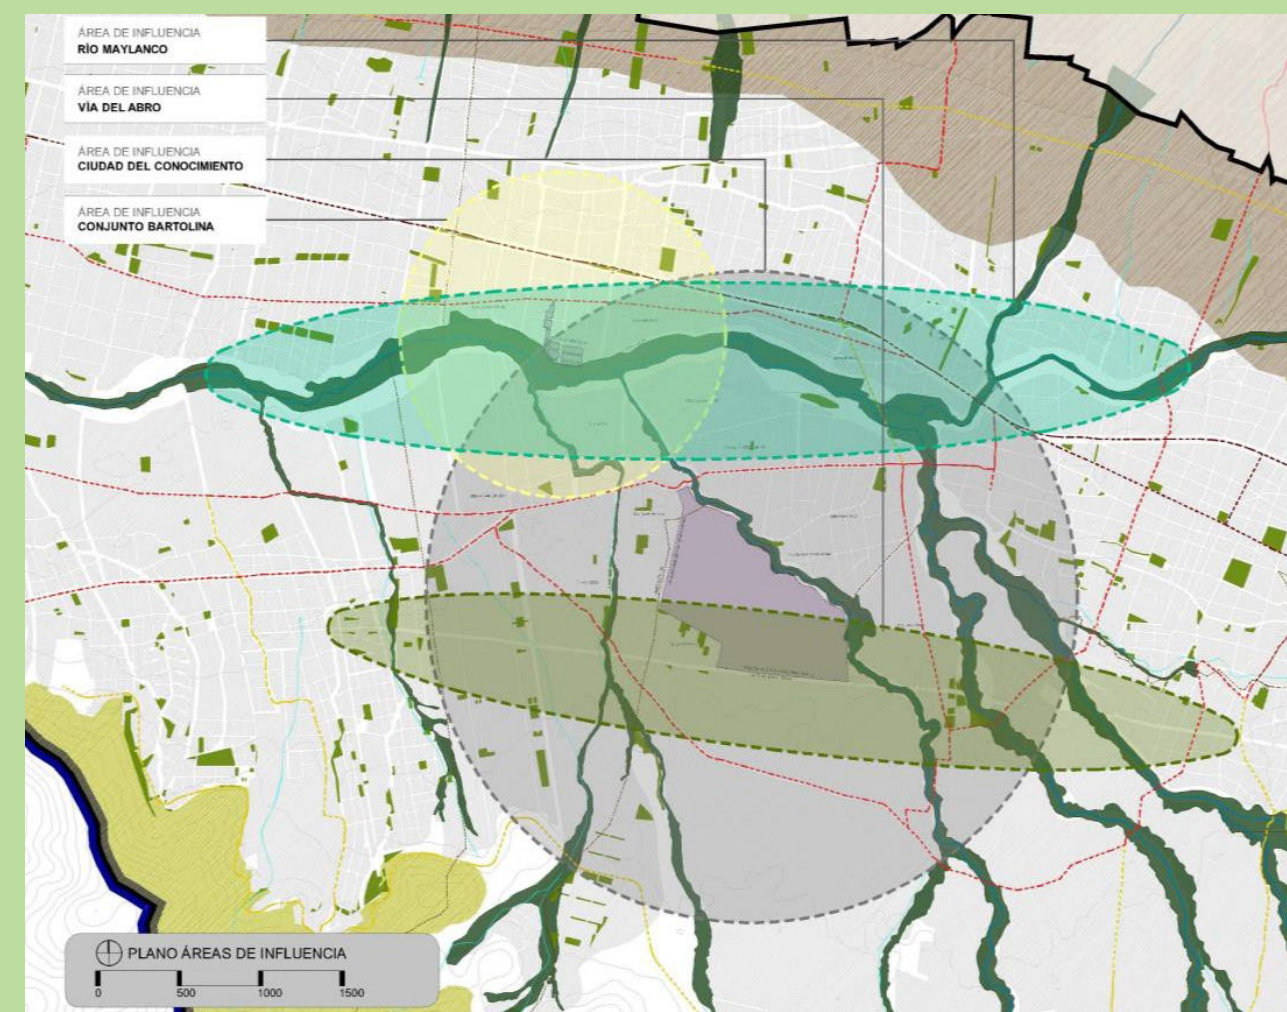 ÁREA DE INFLUENCIA
RÍO MAYLANCO
ÁREA DE INFLUENCIA
VÍA DEL ABRO
ÁREA DE INFLUENCIA
CIUDAD DEL CONOCIMIENTO
ÁREA DE INFLUENCIA
CONJUNTO BARTOLINA
PLANO ÁREAS DE INFLUENCIA
0 500 1000 1500